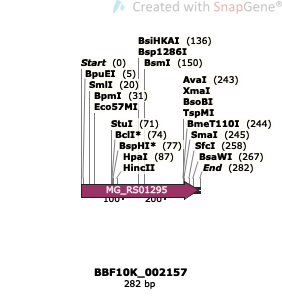 Created with SnapGene®
BsiHKAI (136)
Bsp1286I
Start (0)
BsmI (150)
BpuEI (5)
AvaI (243)
SmlI (20)
XmaI
BpmI (31)
BsoBI
Eco57MI
TspMI
StuI (71)
BmeT110I (244)
BclI* (74)
SmaI (245)
BspHI* (77)
SfcI (258)
HpaI (87)
BsaWI (267)
HincII
End (282)
MG_RS01295
100
200
BBF10K_002157
282 bp